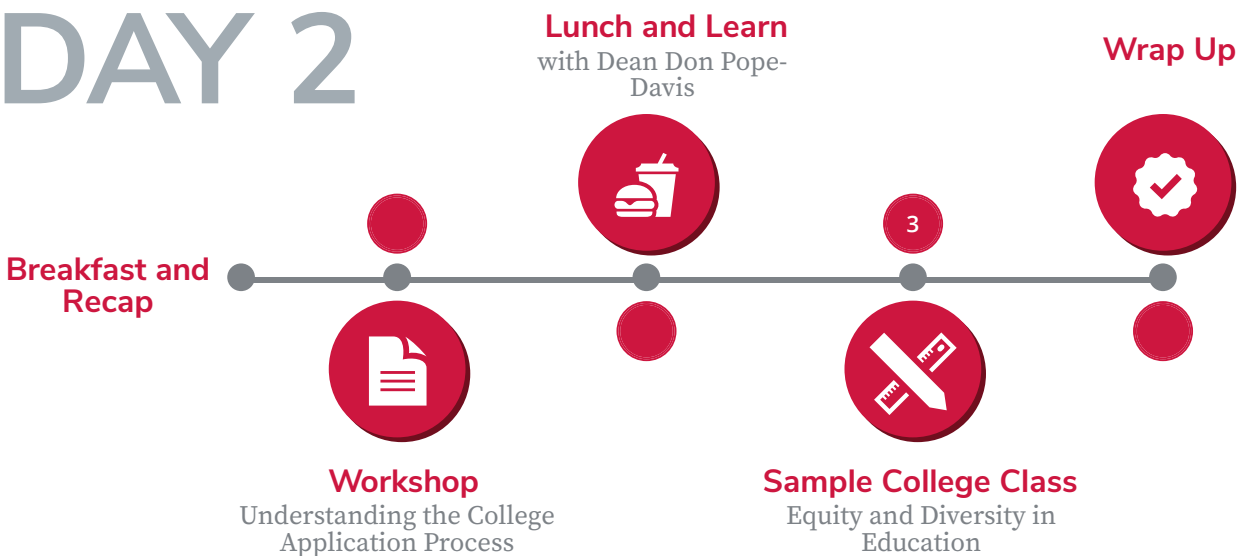 DAY 2
Lunch and Learn
with Dean Don Pope-
Davis
Wrap Up
3
Breakfast and
Recap
Workshop
Understanding the College
Application Process
Sample College Class
Equity and Diversity in
Education